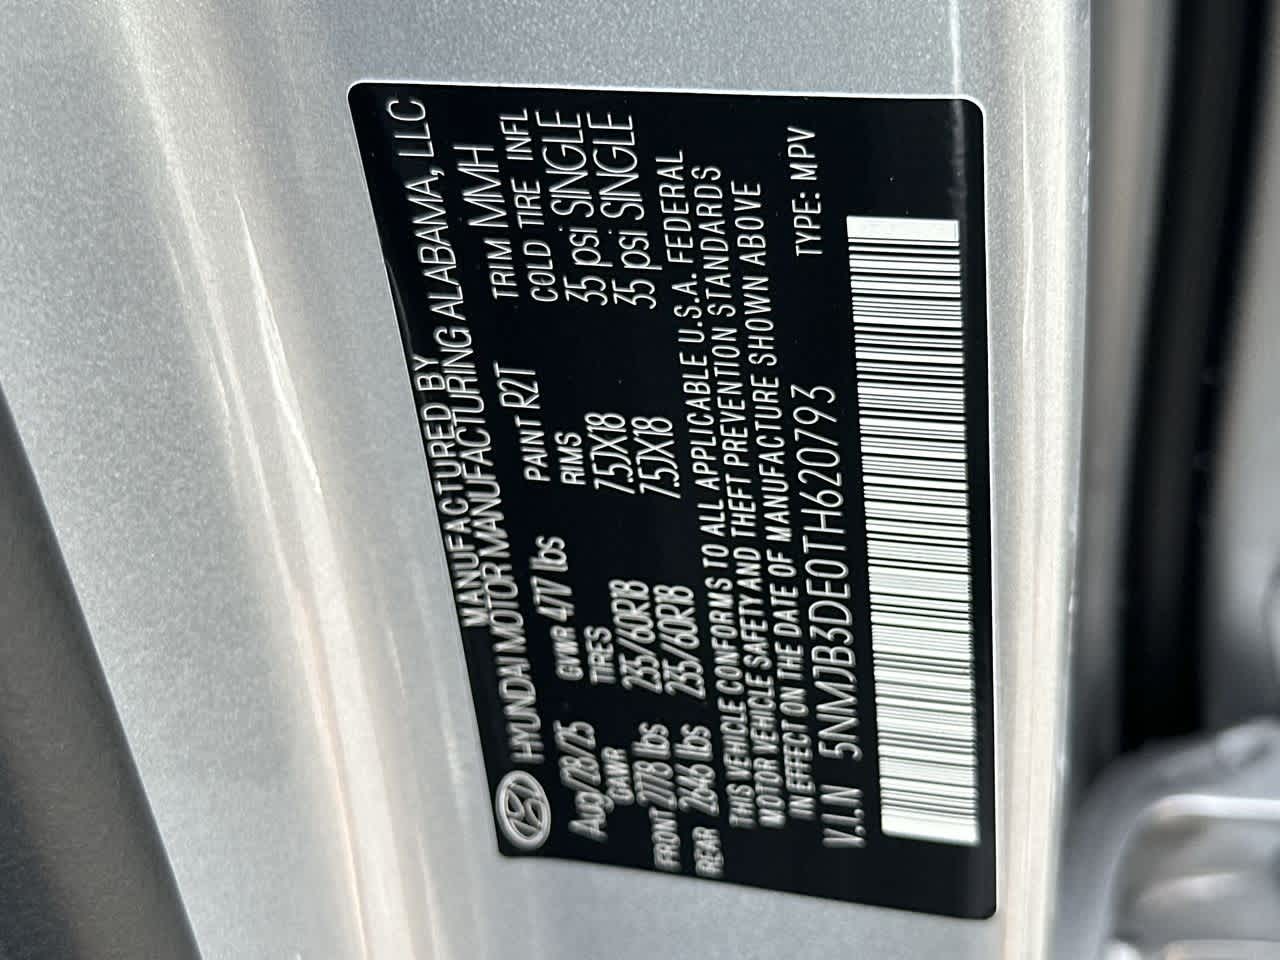 MANUFACTURED BY
HYUNDAI MOTOR MANUFACTURING ALABAMA, LLC
Aug/28/25 GVWR 4717 lbs PAINT R2T TRIM MMH
GAWR TIRES RIMS COLD TIRE INFL
FRONT 2778 lbs 235/60R18 7.5JX18 35 psi SINGLE
REAR 2646 lbs 235/60R18 7.5JX18 35 psi SINGLE
THIS VEHICLE CONFORMS TO ALL APPLICABLE U.S.A. FEDERAL
MOTOR VEHICLE SAFETY AND THEFT PREVENTION STANDARDS
IN EFFECT ON THE DATE OF MANUFACTURE SHOWN ABOVE
V.I.N 5NMJB3DE0TH620793 TYPE: MPV